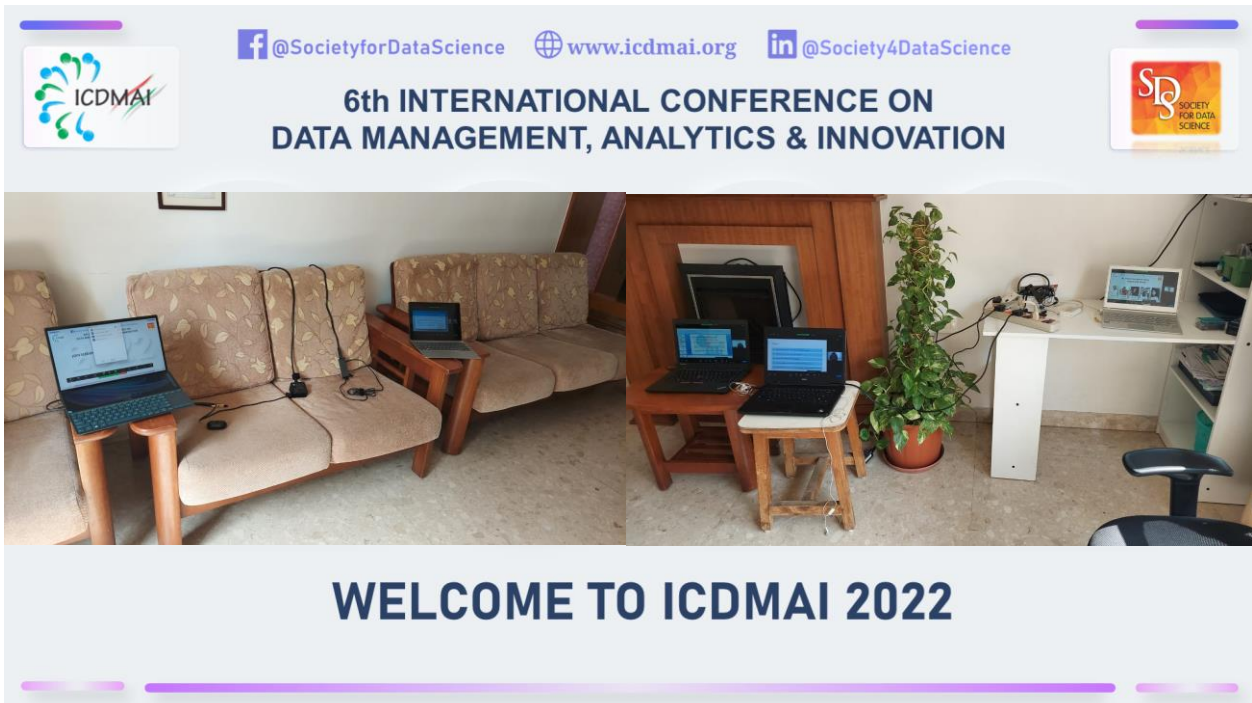 @SocietyforDataScience www.icdmai.org @Society4DataScience
ICDMAI
6th INTERNATIONAL CONFERENCE ON
DATA MANAGEMENT, ANALYTICS & INNOVATION
SDS
SOCIETY
FOR DATA
SCIENCE
WELCOME TO ICDMAI 2022